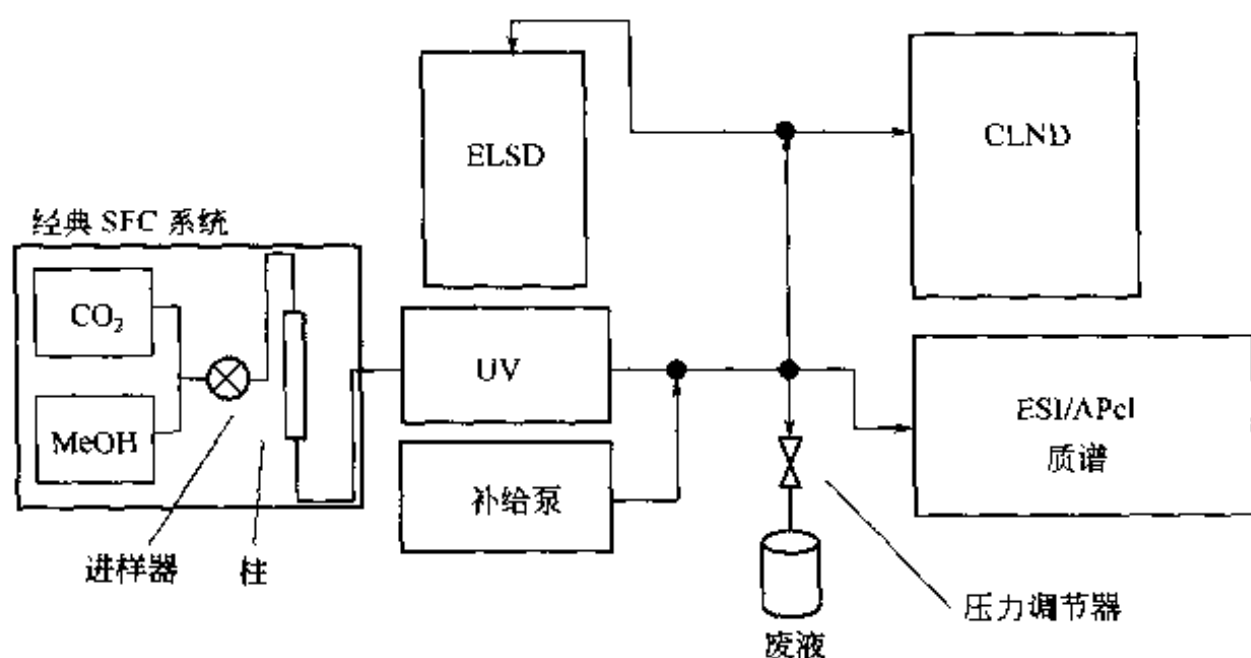 ELSD
CLND
经典 SFC 系统
CO₂
MeOH
UV
补给泵
ESI/APcI
质谱
进样器
柱
压力调节器
废液